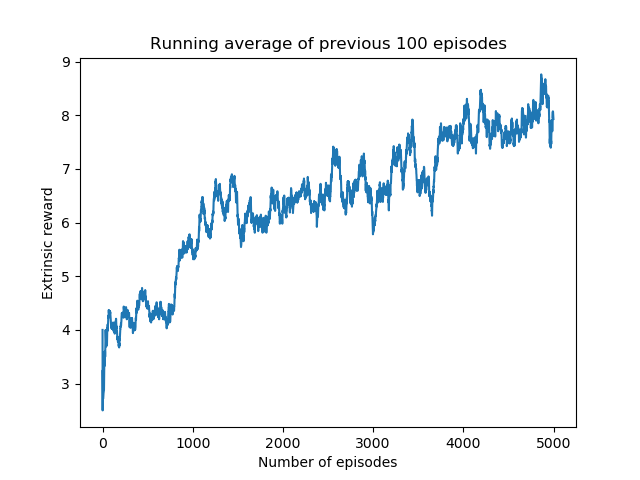 Running average of previous 100 episodes
9
8
7
6
5
4
3
Extrinsic reward
0 1000 2000 3000 4000 5000
Number of episodes